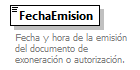 FechaEmision
Fecha y hora de la emisión
del documento de
exoneración o autorización.